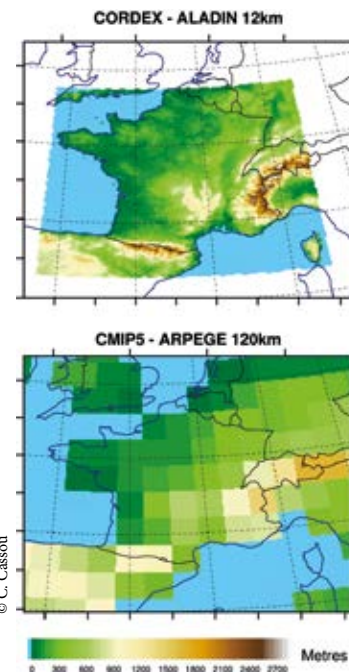 CORDEX - ALADIN 12km
CMIP5 - ARPEGE 120km
© C. Cassou
Metres
0 300 600 900 1200 1500 1800 2100 2400 2700